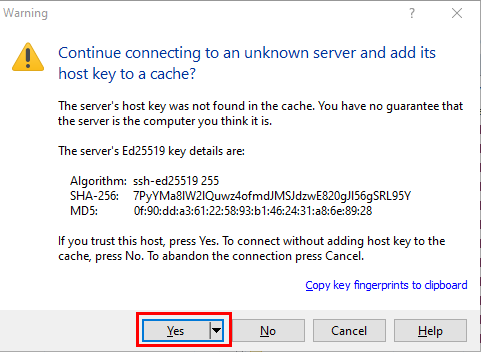 Warning
?
Continue connecting to an unknown server and add its
host key to a cache?
The server's host key was not found in the cache. You have no guarantee that
the server is the computer you think it is.
The server's Ed25519 key details are:
Algorithm: ssh-ed25519 255
SHA-256: 7PyYMa8IW2IQuwz4ofmdJMSJdzwE820gJI56gSRL95Y
MD5: 0f:90:dd:a3:61:22:58:93:b1:46:24:31:a8:6e:89:28
If you trust this host, press Yes. To connect without adding host key to the
cache, press No. To abandon the connection press Cancel.
Copy key fingerprints to clipboard
Yes No Cancel Help